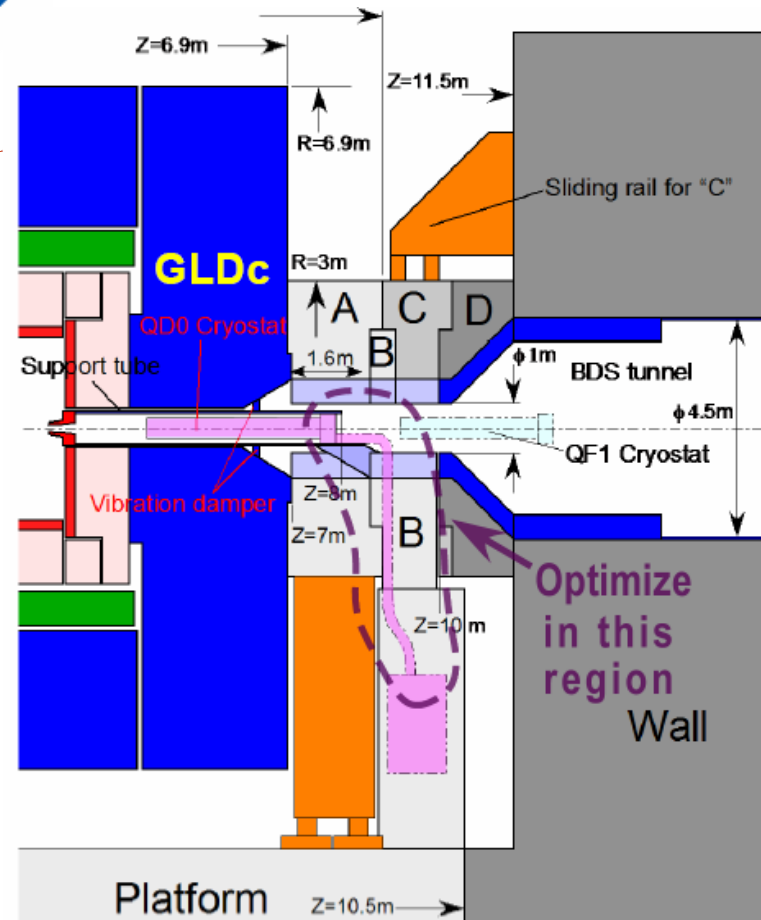 Z=6.9m
Z=11.5m
R=6.9m
Sliding rail for “C”
GLDc
R=3m
A
C
D
QD0 Cryostat
B
1.6m
Support tube
ϕ1m
BDS tunnel
ϕ4.5m
QF1 Cryostat
Vibration damper
Z=8m
Z=7m
B
Optimize
in this
region
Z=10 m
Wall
Platform
Z=10.5m